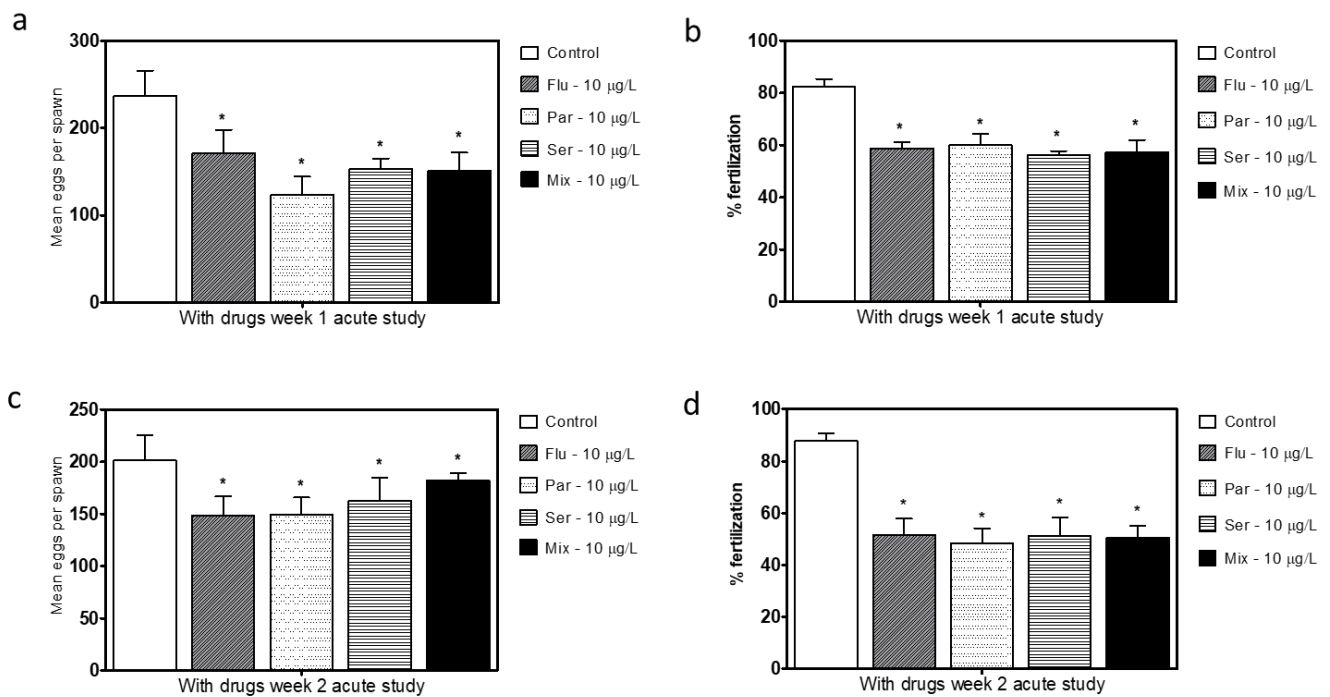 a
300
200
100
0
Mean eggs per spawn
* * * *
With drugs week 1 acute study
Control
Flu - 10 μg/L
Par - 10 μg/L
Ser - 10 μg/L
Mix - 10 μg/L
b
100
80
60
40
20
0
% fertilization
* * * *
With drugs week 1 acute study
Control
Flu - 10 μg/L
Par - 10 μg/L
Ser - 10 μg/L
Mix - 10 μg/L
c
250
200
150
100
50
0
Mean eggs per spawn
* * * *
With drugs week 2 acute study
Control
Flu - 10 μg/L
Par - 10 μg/L
Ser - 10 μg/L
Mix - 10 μg/L
d
100
80
60
40
20
0
% fertilization
* * * *
With drugs week 2 acute study
Control
Flu - 10 μg/L
Par - 10 μg/L
Ser - 10 μg/L
Mix - 10 μg/L